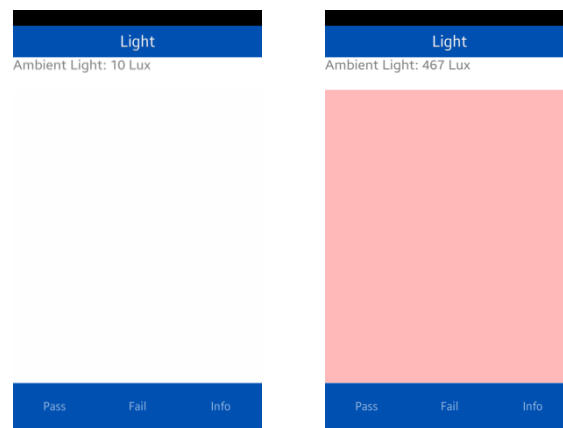 Light
Ambient Light: 10 Lux
Pass Fail Info
Light
Ambient Light: 467 Lux
Pass Fail Info